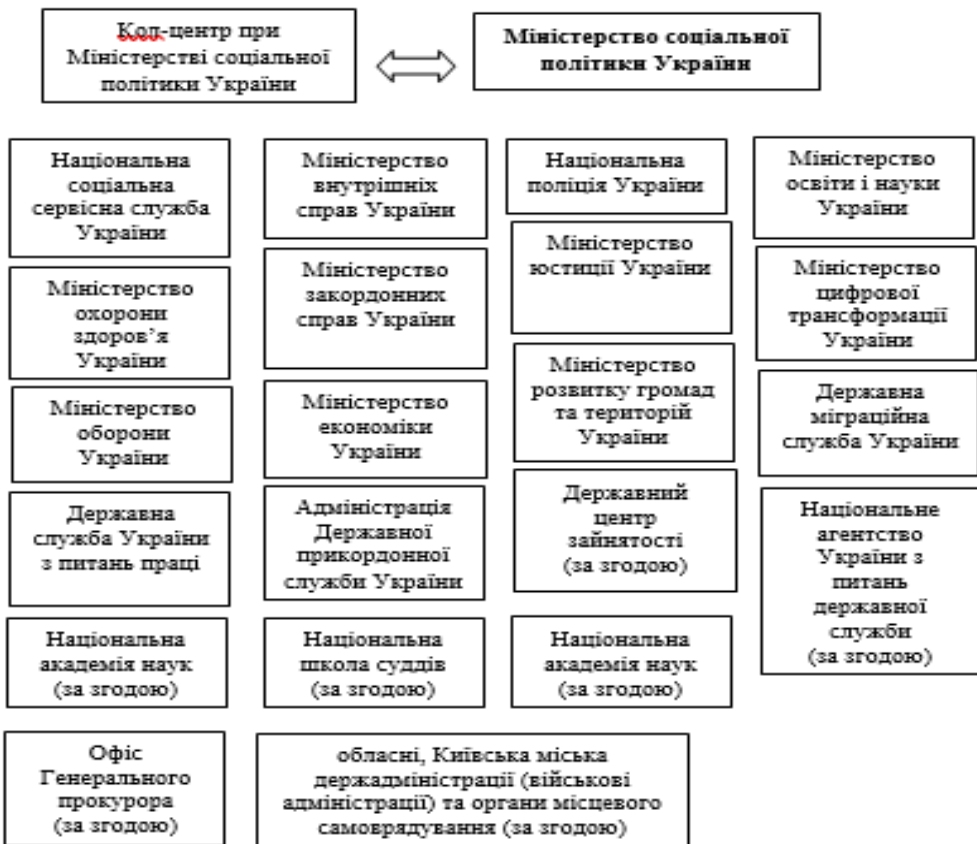 Кол-центр при
Міністерстві соціальної
політики України
Міністерство соціальної
політики України
Національна
соціальна
сервісна служба
України
Міністерство
внутрішніх
справ України
Національна
поліція України
Міністерство
освіти і науки
України
Міністерство
охорони
здоров’я
України
Міністерство
закордонних
справ України
Міністерство
юстиції України
Міністерство
цифрової
трансформації
України
Міністерство
оборони
України
Міністерство
економіки
України
Міністерство
розвитку громад
та територій
України
Державна
міграційна
служба України
Державна
служба України
з питань праці
Адміністрація
Державної
прикордонної
служби України
Державний
центр
зайнятості
(за згодою)
Національне
агентство
України з
питань
державної
служби
(за згодою)
Національна
академія наук
(за згодою)
Національна
школа суддів
(за згодою)
Національна
академія наук
(за згодою)
Офіс
Генерального
прокурора
(за згодою)
обласні, Київська міська
держадміністрації (військові
адміністрації) та органи місцевого
самоврядування (за згодою)